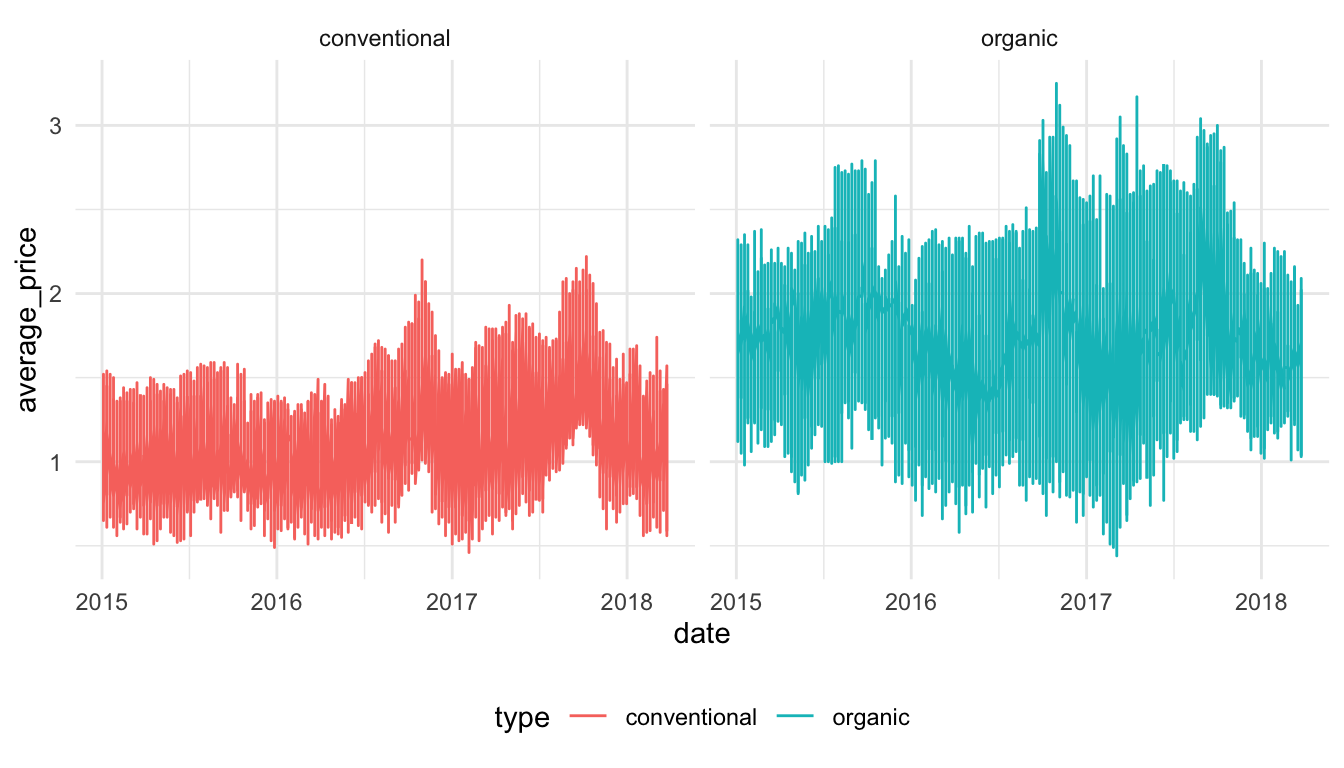 conventional organic
3
2
1
average_price
2015 2016 2017 2018 2015 2016 2017 2018
date
type conventional organic